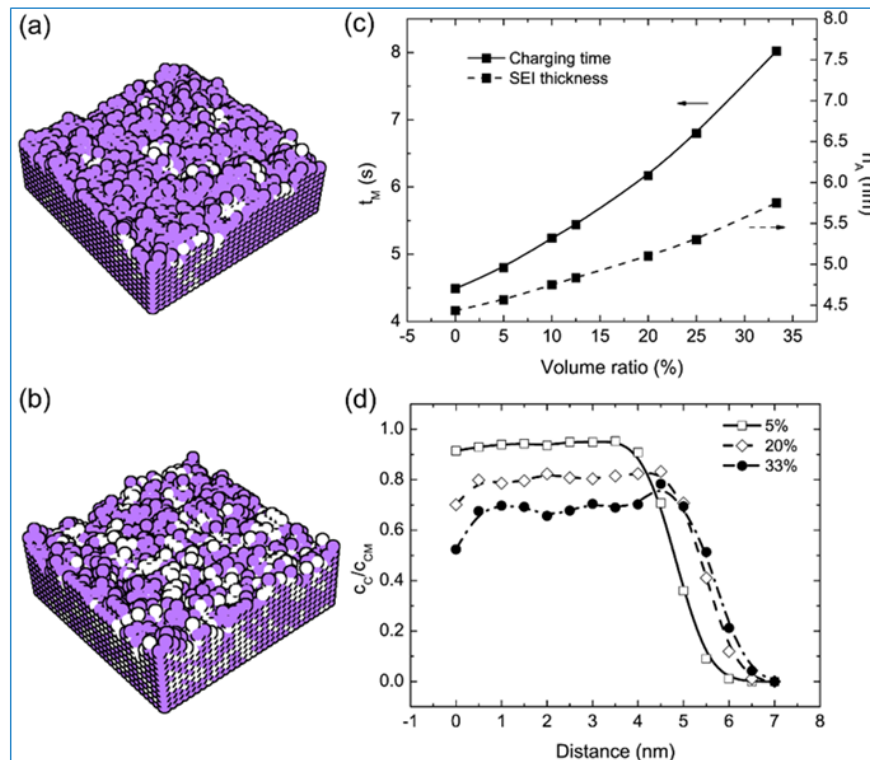 (a)
(c)
Charging time
SEI thickness
t_M (s)
8
7
6
5
4
8.0
7.5
7.0
6.5
6.0
5.5
5.0
4.5
-5 0 5 10 15 20 25 30 35
Volume ratio (%)
(b)
(d)
5%
20%
33%
c_C/c_CM
1.0
0.8
0.6
0.4
0.2
0.0
-1 0 1 2 3 4 5 6 7 8
Distance (nm)